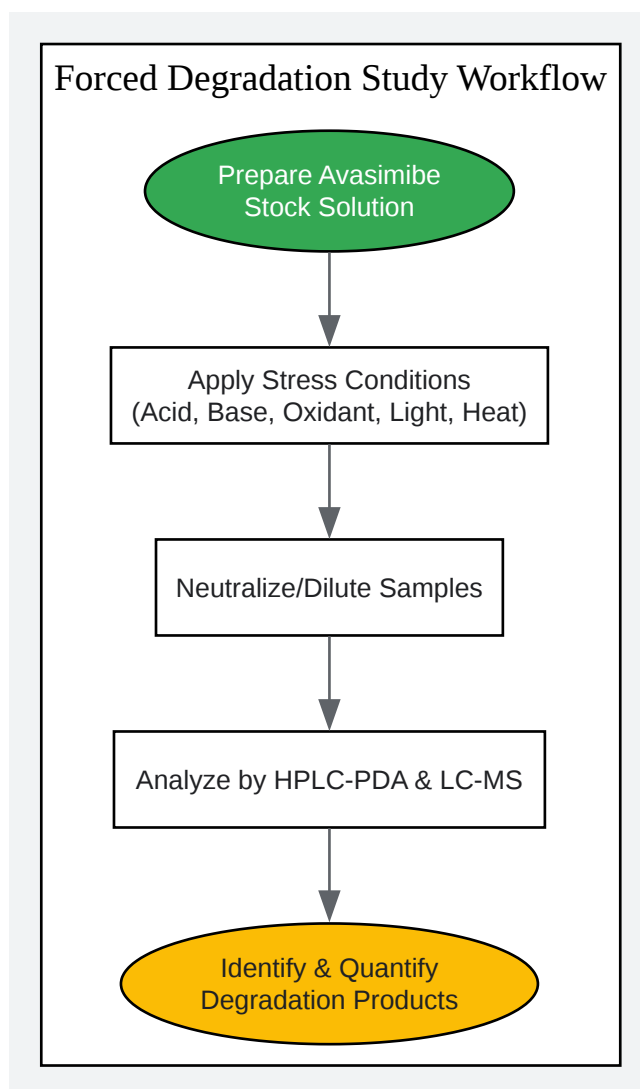 Forced Degradation Study Workflow
Prepare Avasimibe
Stock Solution
Apply Stress Conditions
(Acid, Base, Oxidant, Light, Heat)
Neutralize/Dilute Samples
Analyze by HPLC-PDA & LC-MS
Identify & Quantify
Degradation Products